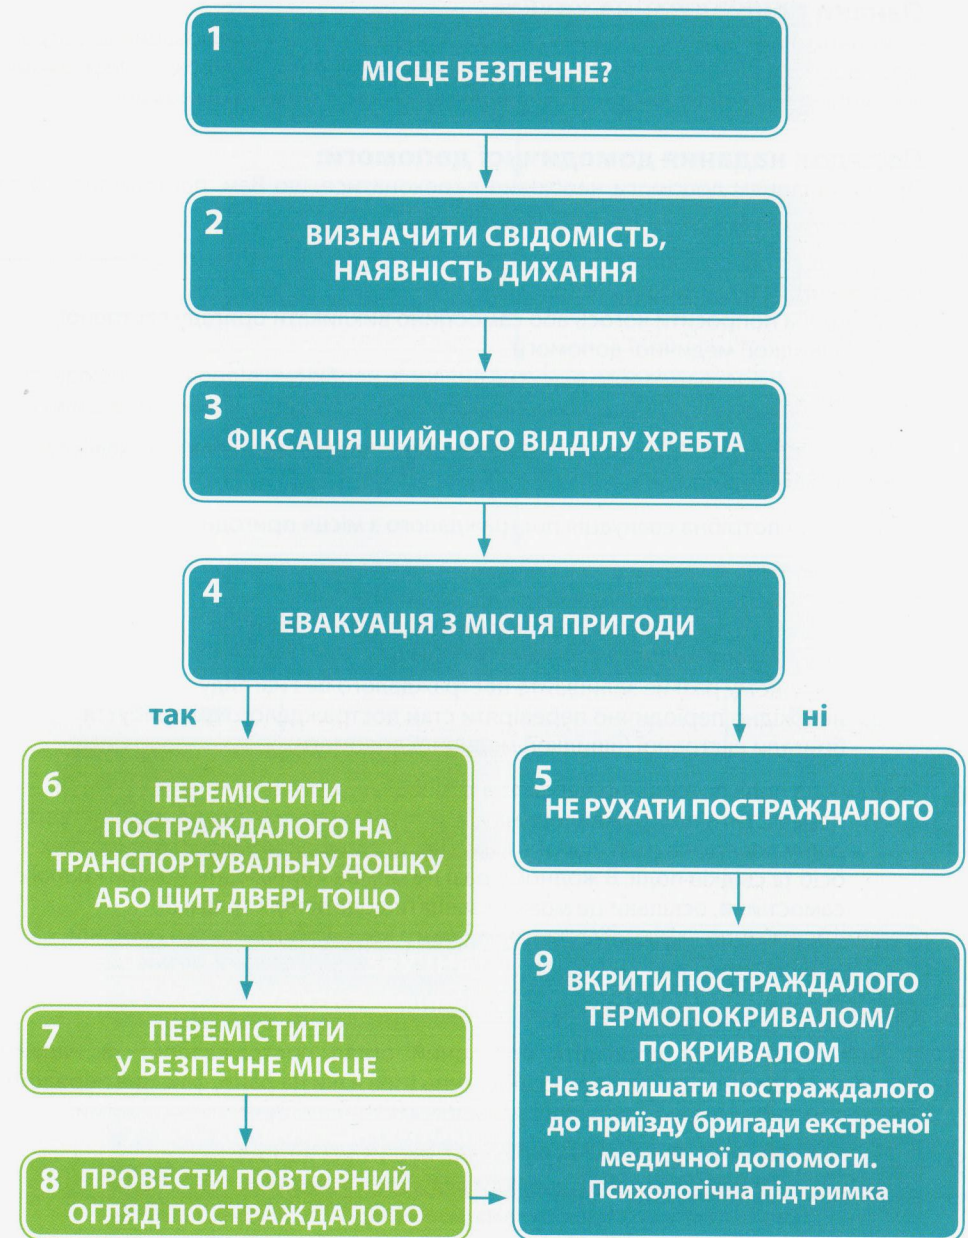 1
МІСЦЕ БЕЗПЕЧНЕ?
2
ВИЗНАЧИТИ СВІДОМІСТЬ,
НАЯВНІСТЬ ДИХАННЯ
3
ФІКСАЦІЯ ШИЙНОГО ВІДДІЛУ ХРЕБТА
4
ЕВАКУАЦІЯ З МІСЦЯ ПРИГОДИ
так
ні
6
ПЕРЕМІСТИТИ
ПОСТРАЖДАЛОГО НА
ТРАНСПОРТУВАЛЬНУ ДОШКУ
АБО ЩИТ, ДВЕРІ, ТОЩО
5
НЕ РУХАТИ ПОСТРАЖДАЛОГО
7
ПЕРЕМІСТИТИ
У БЕЗПЕЧНЕ МІСЦЕ
8
ПРОВЕСТИ ПОВТОРНИЙ
ОГЛЯД ПОСТРАЖДАЛОГО
9
ВКРИТИ ПОСТРАЖДАЛОГО
ТЕРМОПОКРИВАЛОМ/
ПОКРИВАЛОМ
Не залишати постраждалого
до приїзду бригади екстреної
медичної допомоги.
Психологічна підтримка